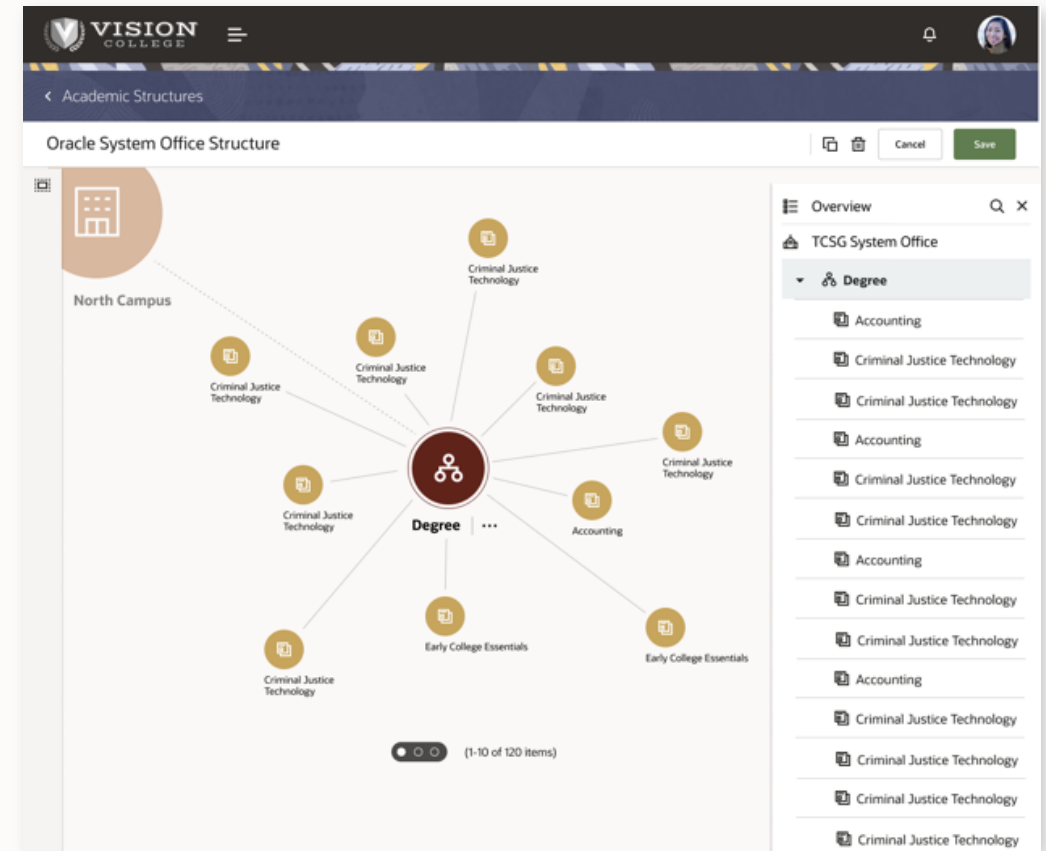 VISION
COLLEGE
Academic Structures
Oracle System Office Structure
Cancel
Save
North Campus
Criminal Justice
Technology
Criminal Justice
Technology
Criminal Justice
Technology
Criminal Justice
Technology
Criminal Justice
Technology
Criminal Justice
Technology
Degree
Accounting
Early College Essentials
Early College Essentials
Criminal Justice
Technology
(1-10 of 120 items)
Overview
TCSG System Office
Degree
Accounting
Criminal Justice Technology
Criminal Justice Technology
Accounting
Criminal Justice Technology
Criminal Justice Technology
Accounting
Criminal Justice Technology
Criminal Justice Technology
Accounting
Criminal Justice Technology
Criminal Justice Technology
Criminal Justice Technology
Criminal Justice Technology